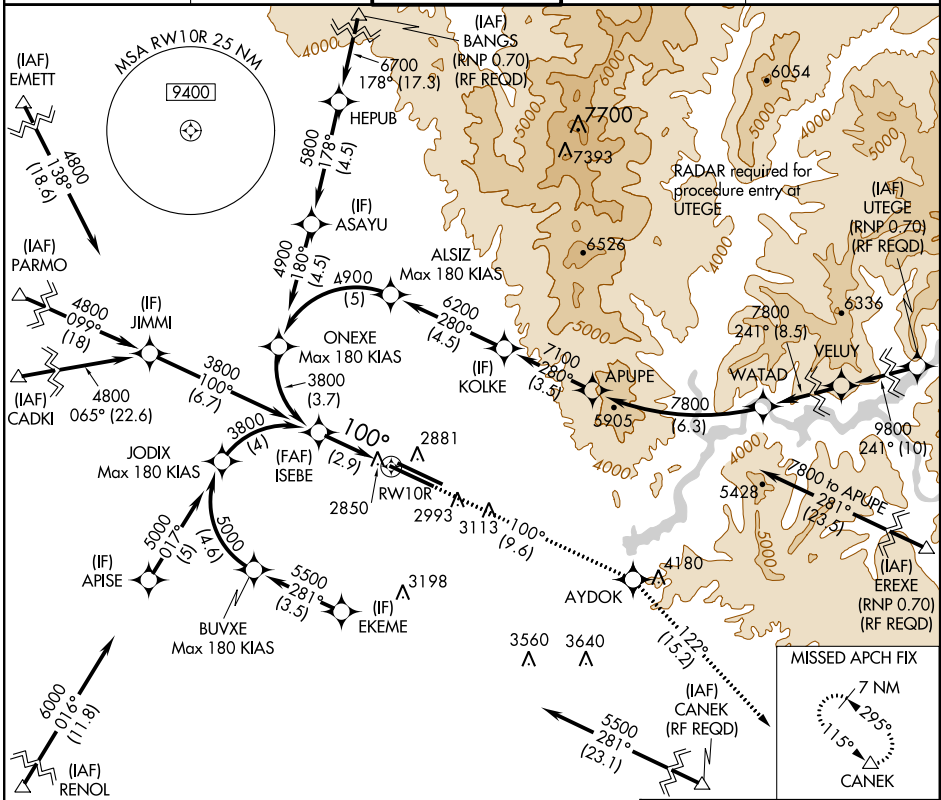 MSA RW10R 25 NM
9400
(IAF)
EMETT
4800
138°
(18.6)
(IAF)
BANGS
(RNP 0.70)
(RF REQD)
6700
178° (17.3)
HEPUB
5800
178°
(4.5)
(IF)
ASAYU
4900
180°
(4.5)
4000
6000
7700
7393
6526
5000
6054
5000
4000
5000
RADAR required for
procedure entry at
UTEGE
(IAF)
UTEGE
(RNP 0.70)
(RF REQD)
4000
(IAF)
PARMO
4800
099°
(18)
(IF)
JIMMI
(IAF)
CADKI
4800
065° (22.6)
3800
100°
(6.7)
ALSIZ
Max 180 KIAS
4900
(5)
ONEXE
Max 180 KIAS
3800
(3.7)
6200
280°
(4.5)
(IF)
KOLKE
7100
280°
(3.5)
5000
APUPE
5905
4000
7800
(6.3)
WATAD
7800
241° (8.5)
6336
VELUY
9800
241° (10)
JODIX
Max 180 KIAS
3800
(4)
(FAF)
ISEBE
100°
(2.9)
2881
2850
RW10R
2993
3113
100°
(9.6)
4000
5428
5000
7800 to APUPE
281°
(23.5)
(IAF)
EREXE
(RNP 0.70)
(RF REQD)
5000
017°
(5)
(IF)
APISE
5000
(4.6)
BUVXE
Max 180 KIAS
5500
281°
(3.5)
(IF)
EKEME
3198
AYDOK
4180
122°
(15.2)
3560
3640
6000
016°
(11.8)
(IAF)
RENOL
5500
281°
(23.1)
(IAF)
CANEK
(RF REQD)
MISSED APCH FIX
7 NM
295°
115°
CANEK